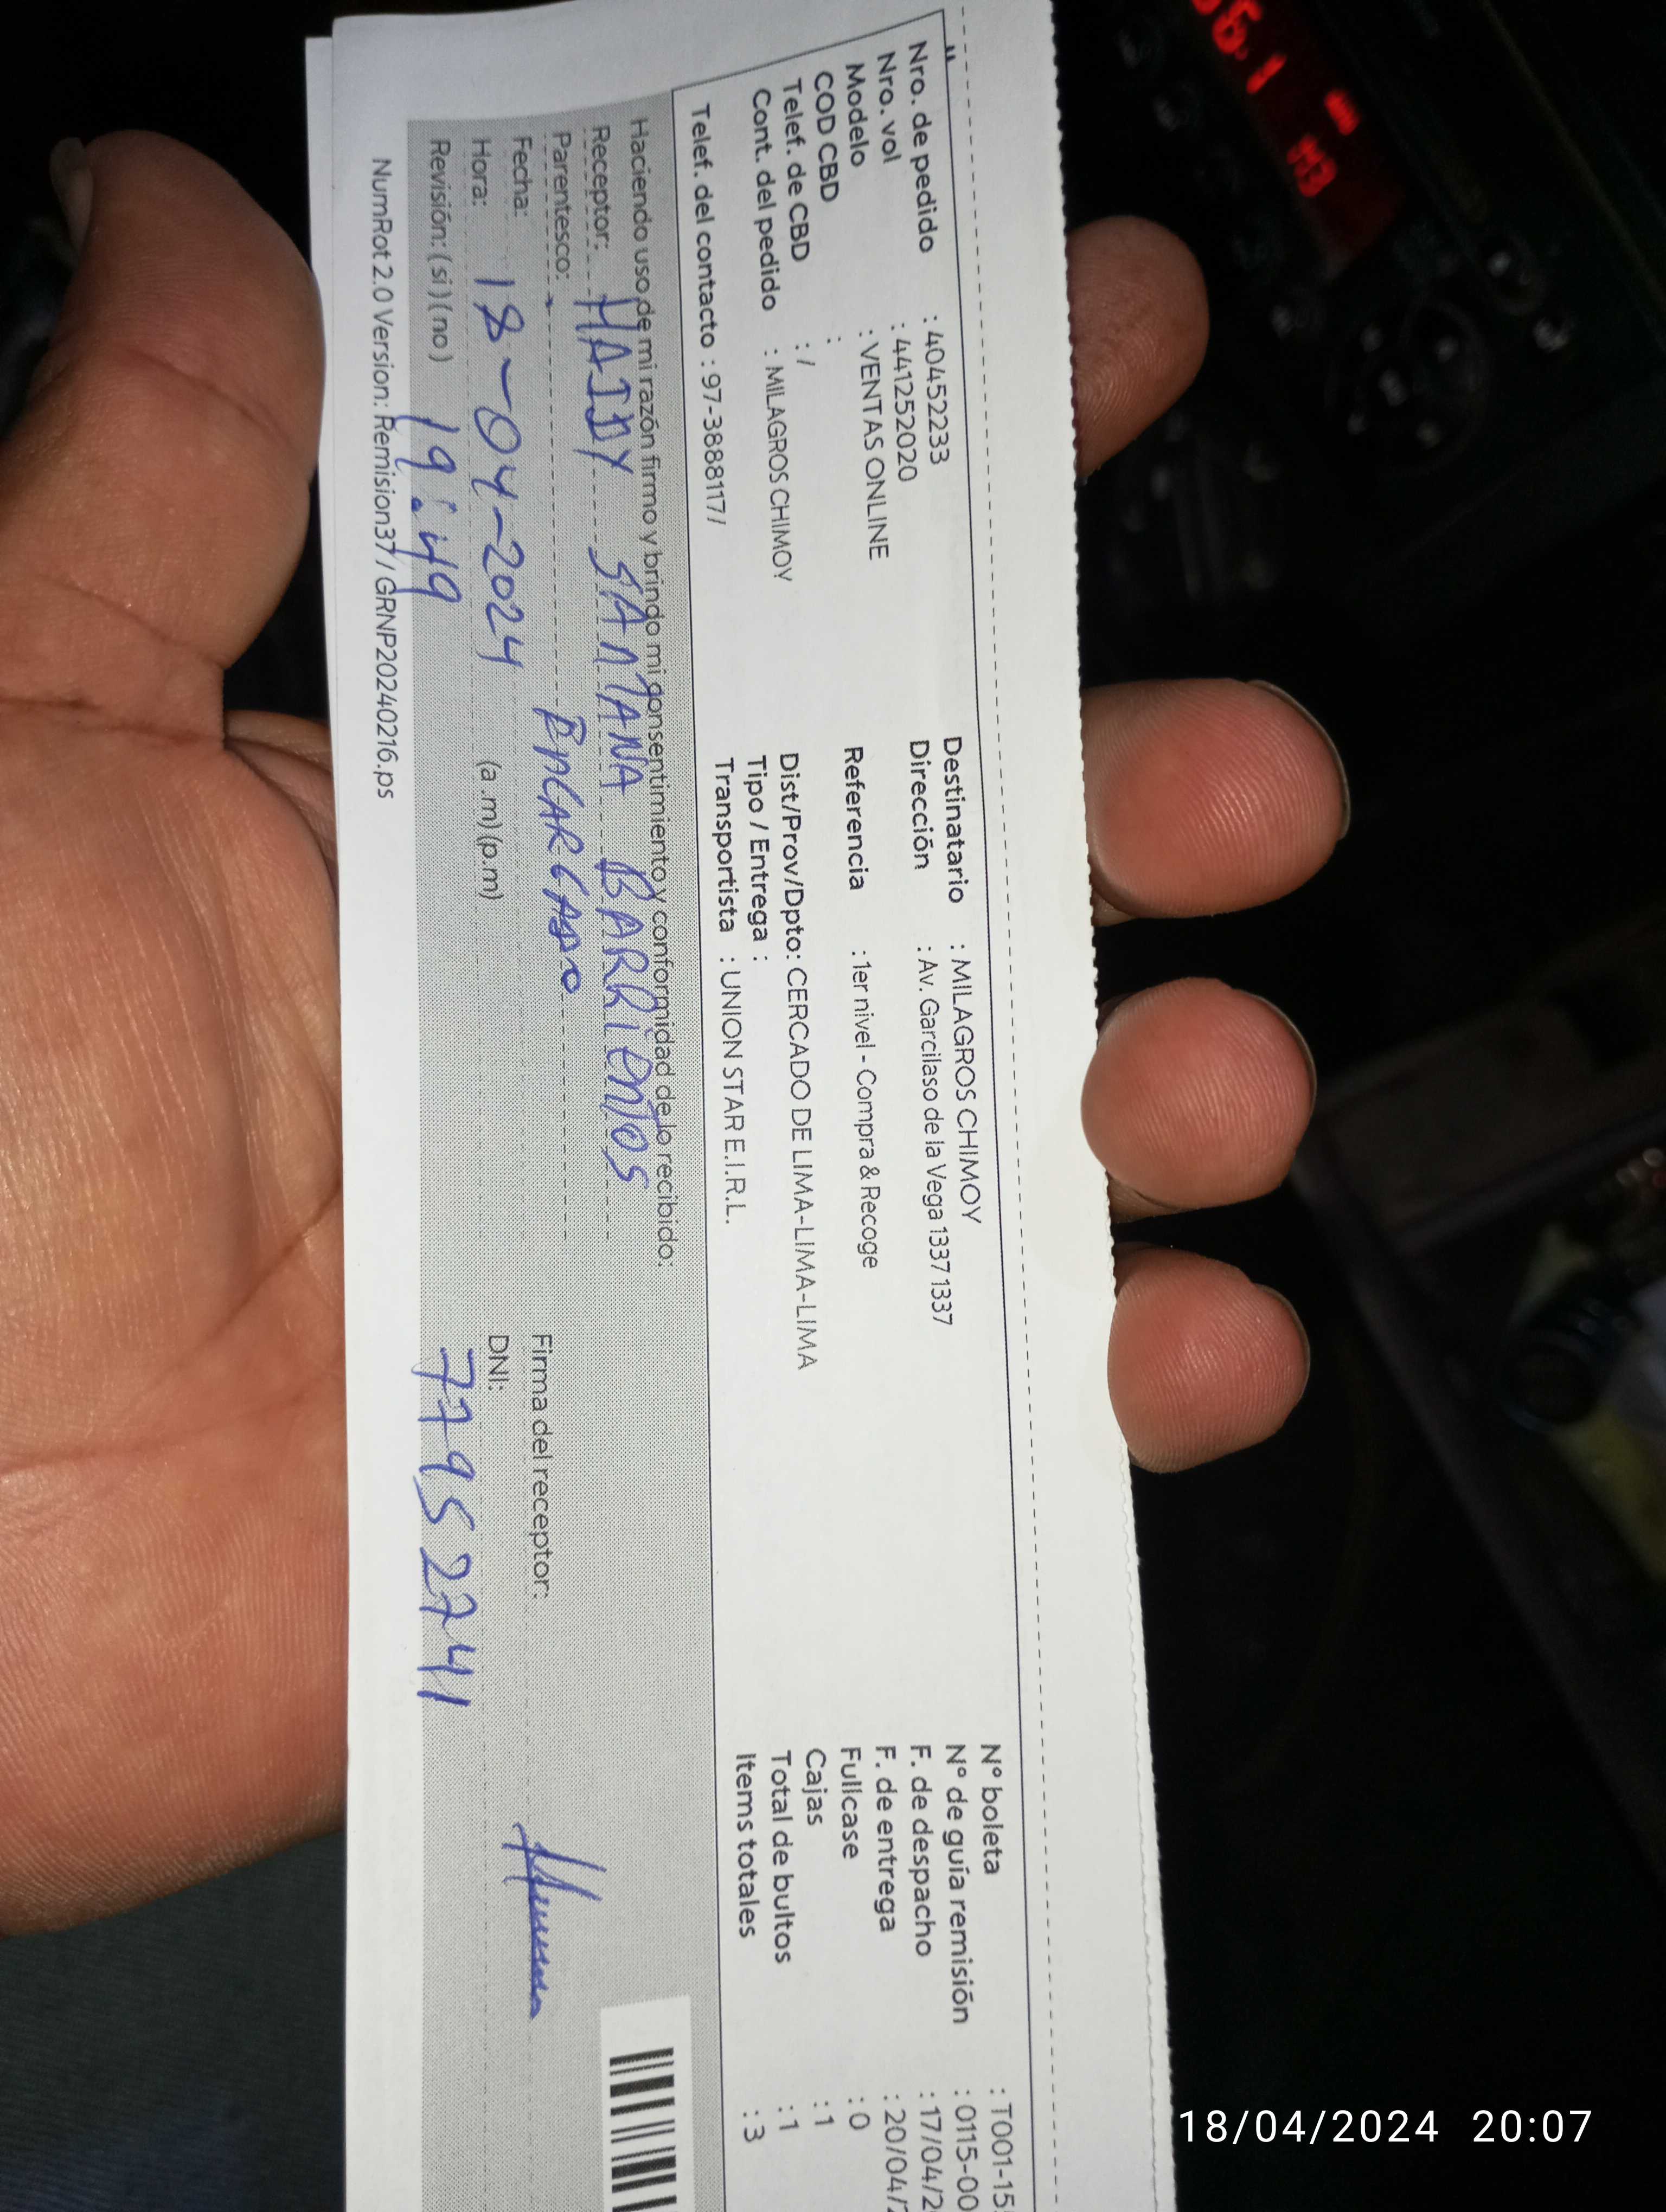 Nro. de pedido : 40452233
Nro. vol : 441252020
Modelo : VENTAS ONLINE
COD CBD :
Telef. de CBD : /
Cont. del pedido : MILAGROS CHIMOY
Telef. del contacto : 97-3888117/
Destinatario : MILAGROS CHIMOY
Dirección : Av. Garcilaso de la Vega 1337 1337
Referencia : 1er nivel - Compra & Recoge
Dist/Prov/Dpto: CERCADO DE LIMA-LIMA-LIMA
Tipo / Entrega :
Transportista : UNION STAR E.I.R.L.
Nº boleta : T001-15
Nº de guía remisión : 0115-00
F. de despacho : 17/04/2
F. de entrega : 20/04/2
Fullcase : 0
Cajas : 1
Total de bultos : 1
Items totales : 3
Haciendo uso de mi razón firmo y brindo mi consentimiento y conformidad de lo recibido:
Receptor: HAIDY SANTANA BARRIENTOS
Parentesco: ENCARGADO
Fecha: 18-04-2024
Hora: 19:49 (a .m) (p.m)
Revisión: (si) (no)
Firma del receptor:
DNI: 77952741
NumRot 2.0 Version: Remision37 / GRNP20240216.ps
18/04/2024 20:07